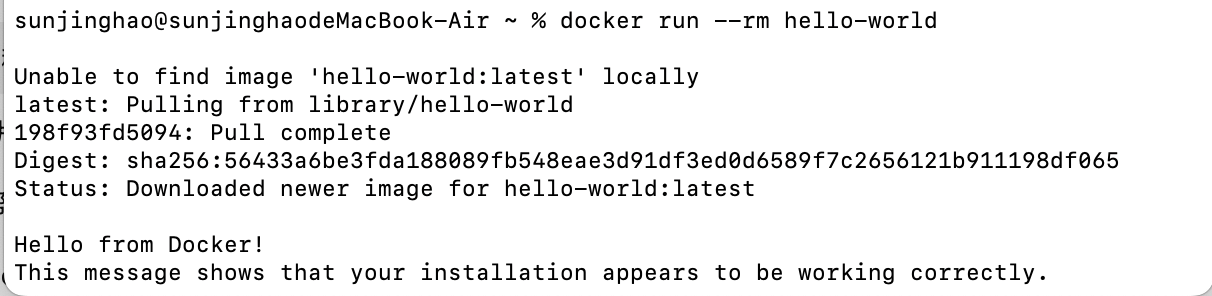 sunjinghao@sunjinghaodeMacBook-Air ~ % docker run --rm hello-world
Unable to find image 'hello-world:latest' locally
latest: Pulling from library/hello-world
198f93fd5094: Pull complete
Digest: sha256:56433a6be3fda188089fb548eae3d91df3ed0d6589f7c2656121b911198df065
Status: Downloaded newer image for hello-world:latest
Hello from Docker!
This message shows that your installation appears to be working correctly.